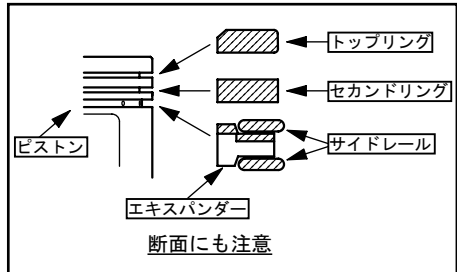 トップリング
セカンドリング
サイドレール
ピストン
エキスパンダー
断面にも注意